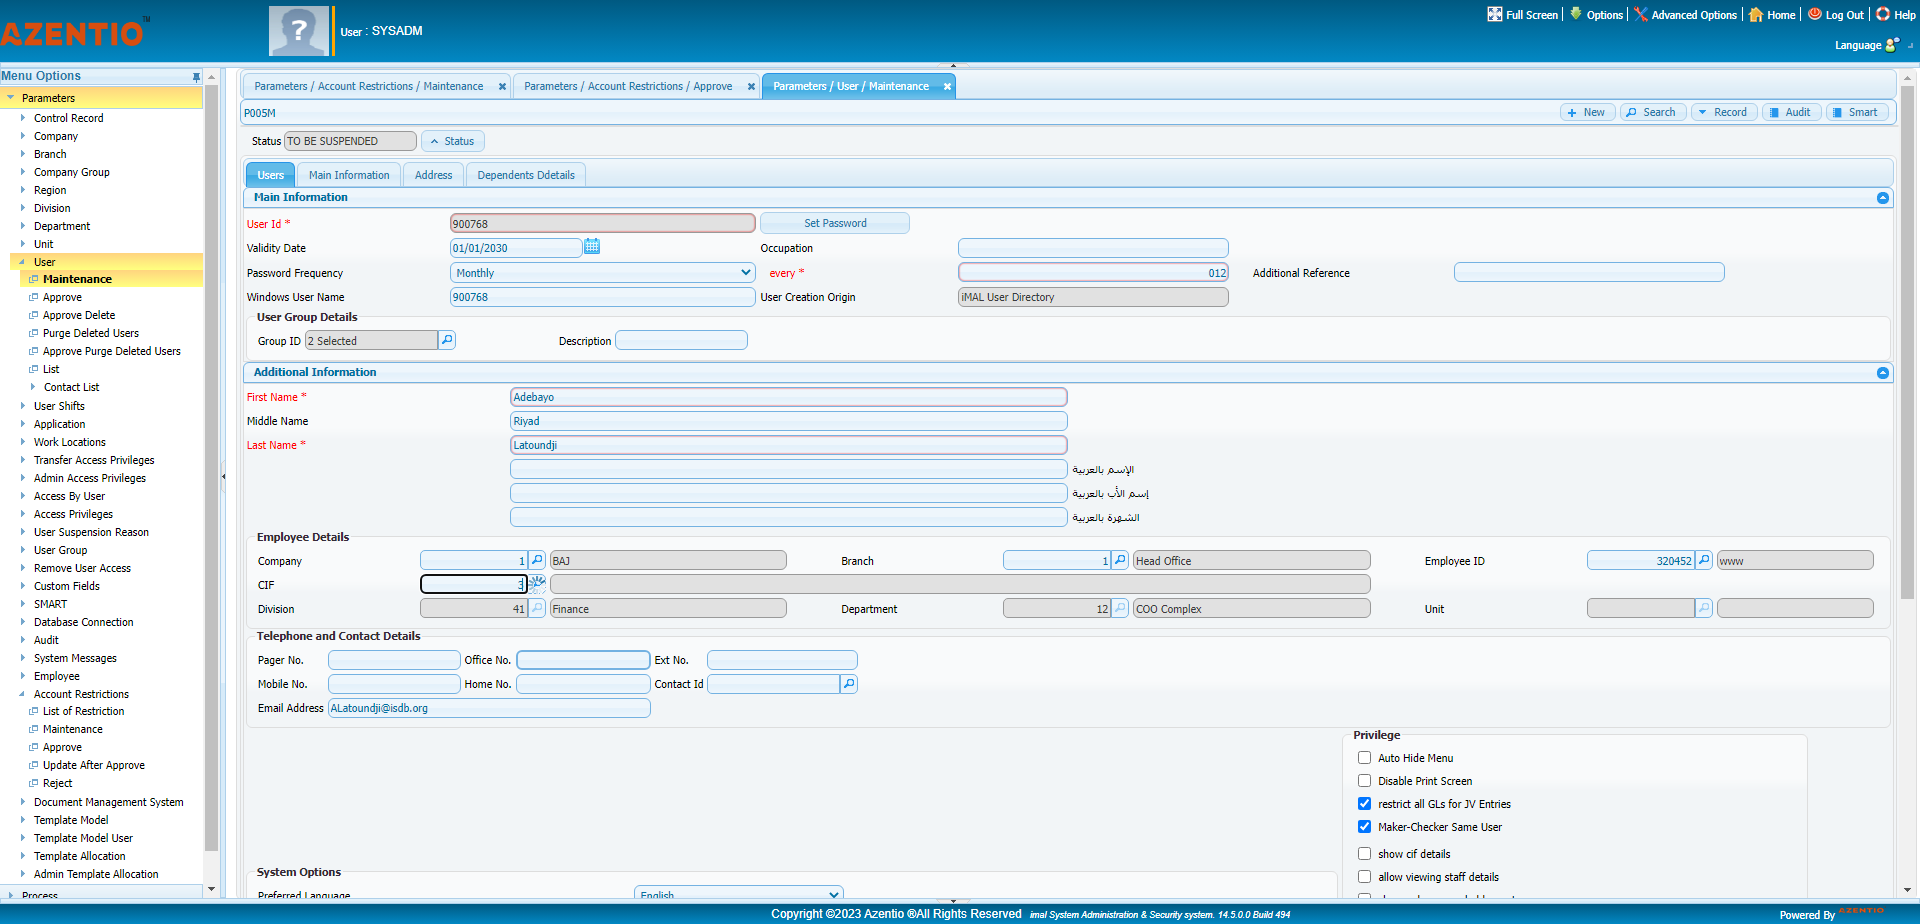 AZENTIO™
User : SYSADM
Full Screen
Options
Advanced Options
Home
Log Out
Help
Language
Menu Options
Parameters
Control Record
Company
Branch
Company Group
Region
Division
Department
Unit
User
Maintenance
Approve
Approve Delete
Purge Deleted Users
Approve Purge Deleted Users
List
Contact List
User Shifts
Application
Work Locations
Transfer Access Privileges
Admin Access Privileges
Access By User
Access Privileges
User Suspension Reason
User Group
Remove User Access
Custom Fields
SMART
Database Connection
Audit
System Messages
Employee
Account Restrictions
List of Restriction
Maintenance
Approve
Update After Approve
Reject
Document Management System
Template Model
Template Model User
Template Allocation
Admin Template Allocation
Process
Parameters / Account Restrictions / Maintenance
Parameters / Account Restrictions / Approve
Parameters / User / Maintenance
P005M
New
Search
Record
Audit
Smart
Status TO BE SUSPENDED Status
Users
Main Information
Address
Dependents Ddetails
Main Information
User Id * 900768 Set Password
Validity Date 01/01/2030 Occupation
Password Frequency Monthly every * 012 Additional Reference
Windows User Name 900768 User Creation Origin iMAL User Directory
User Group Details
Group ID 2 Selected Description
Additional Information
First Name * Adebayo
Middle Name Riyad
Last Name * Latoundji
الإسم بالعربية
إسم الأب بالعربية
الشهرة بالعربية
Employee Details
Company 1 BAJ Branch 1 Head Office Employee ID 320452 www
CIF
Division 41 Finance Department 12 COO Complex Unit
Telephone and Contact Details
Pager No. Office No. Ext No.
Mobile No. Home No. Contact Id
Email Address ALatoundji@isdb.org
Privilege
Auto Hide Menu
Disable Print Screen
restrict all GLs for JV Entries
Maker-Checker Same User
show cif details
allow viewing staff details
System Options
Preferred Language English
Copyright ©2023 Azentio ®All Rights Reserved imal System Administration & Security system. 14.5.0.0 Build 494
Powered By AZENTIO